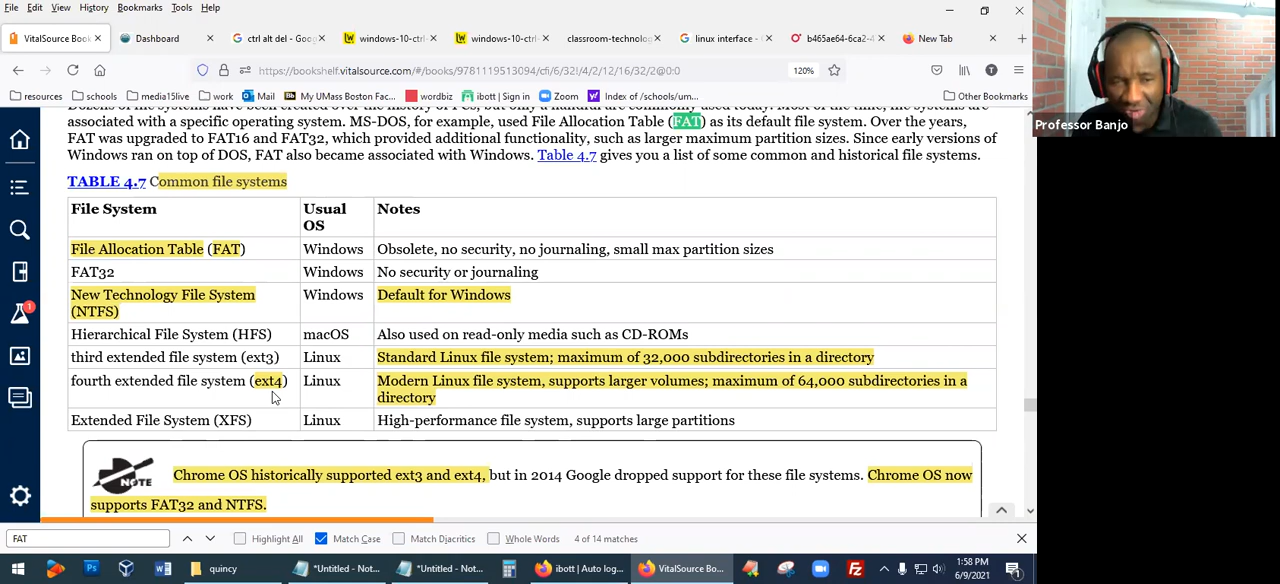 File Edit View History Bookmarks Tools Help
VitalSource Book Dashboard ctrl alt del - Goo windows-10-ctrl- windows-10-ctrl- classroom-technolog linux interface - G b465ae64-6ca2-4 New Tab
https://bookshelf.vitalsource.com/#/books/9781119513094/cfi/6/32!/4/2/12/16/32/2@0:0 120%
resources schools media15live work Mail My UMass Boston Fac... wordbiz ibott | Sign in Zoom Index of /schools/um... Other Bookmarks
associated with a specific operating system. MS-DOS, for example, used File Allocation Table (FAT) as its default file system. Over the years,
FAT was upgraded to FAT16 and FAT32, which provided additional functionality, such as larger maximum partition sizes. Since early versions of
Windows ran on top of DOS, FAT also became associated with Windows. Table 4.7 gives you a list of some common and historical file systems.
TABLE 4.7 Common file systems
File System Usual OS Notes
File Allocation Table (FAT) Windows Obsolete, no security, no journaling, small max partition sizes
FAT32 Windows No security or journaling
New Technology File System (NTFS) Windows Default for Windows
Hierarchical File System (HFS) macOS Also used on read-only media such as CD-ROMs
third extended file system (ext3) Linux Standard Linux file system; maximum of 32,000 subdirectories in a directory
fourth extended file system (ext4) Linux Modern Linux file system, supports larger volumes; maximum of 64,000 subdirectories in a
directory
Extended File System (XFS) Linux High-performance file system, supports large partitions
NOTE Chrome OS historically supported ext3 and ext4, but in 2014 Google dropped support for these file systems. Chrome OS now
supports FAT32 and NTFS.
FAT Highlight All Match Case Match Diacritics Whole Words 4 of 14 matches
quincy *Untitled - Not... *Untitled - Not... ibott | Auto log... VitalSource Bo...
1:58 PM
6/9/2021
Professor Banjo